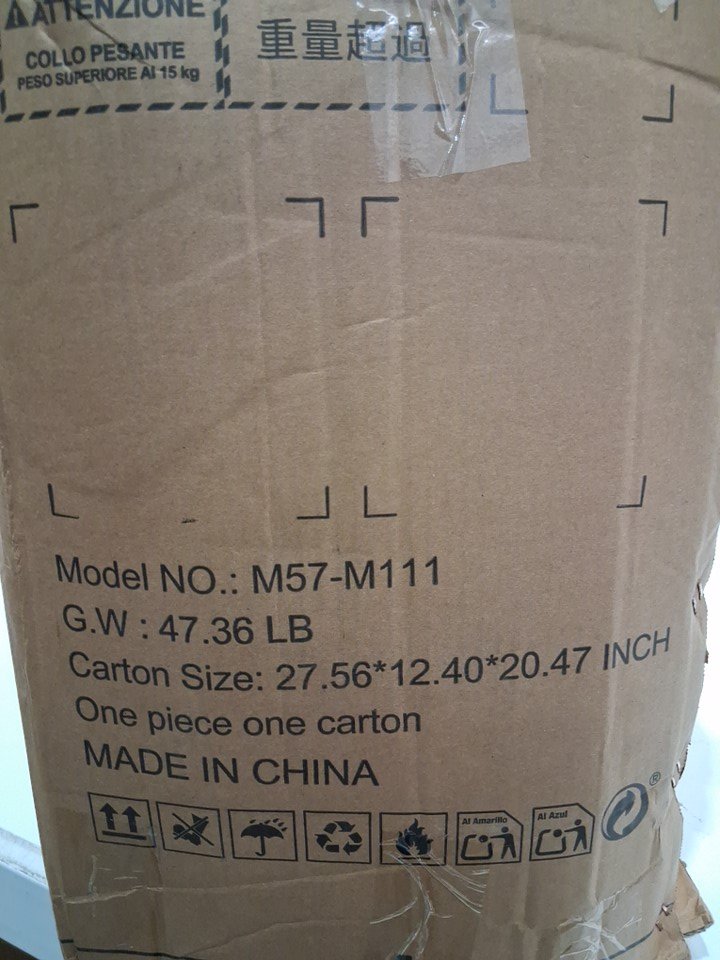 ATTENZIONE
COLLO PESANTE
PESO SUPERIORE AI 15 kg
重量超過
Model NO.: M57-M111
G.W : 47.36 LB
Carton Size: 27.56*12.40*20.47 INCH
One piece one carton
MADE IN CHINA
Al Amarillo
Al Azul
®